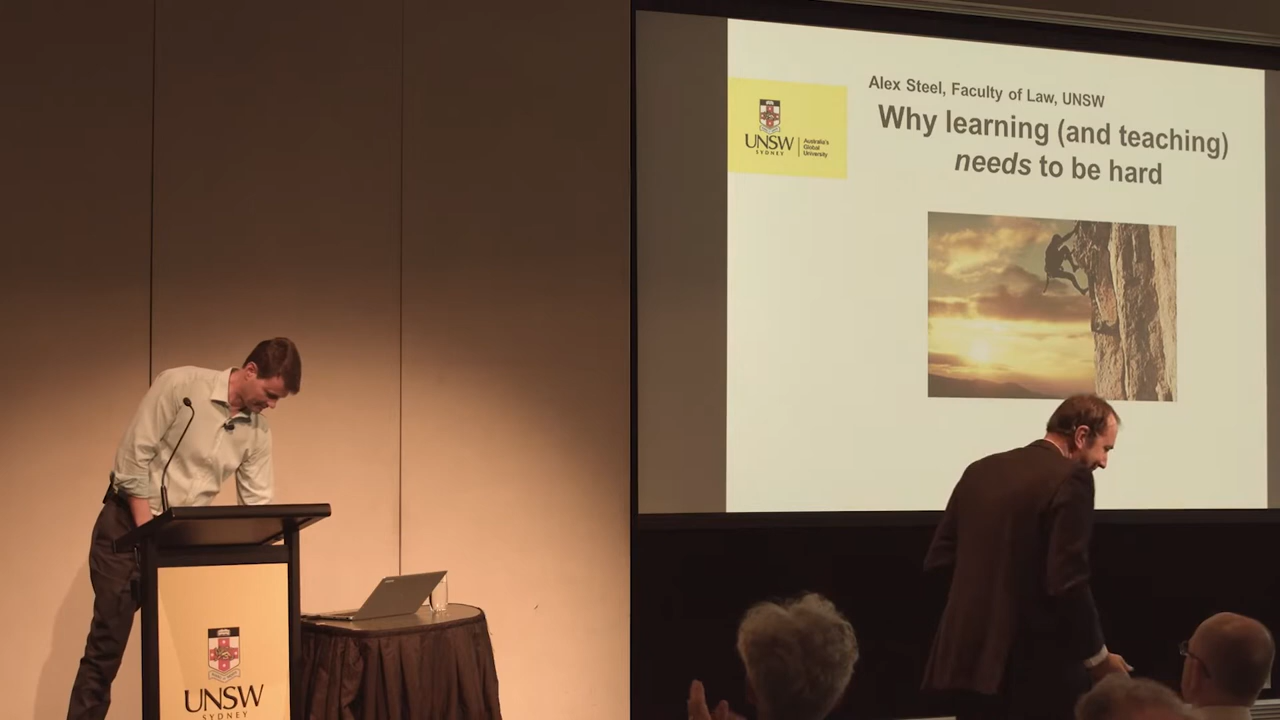 UNSW
SYDNEY
Alex Steel, Faculty of Law, UNSW
Why learning (and teaching)
needs to be hard
UNSW
SYDNEY
Australia's
Global
University